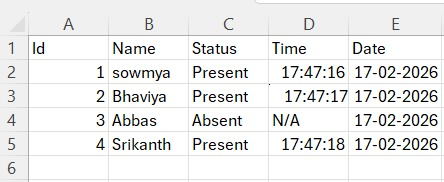 A B C D E
1 Id Name Status Time Date
2 1 sowmya Present 17:47:16 17-02-2026
3 2 Bhaviya Present 17:47:17 17-02-2026
4 3 Abbas Absent N/A 17-02-2026
5 4 Srikanth Present 17:47:18 17-02-2026
6